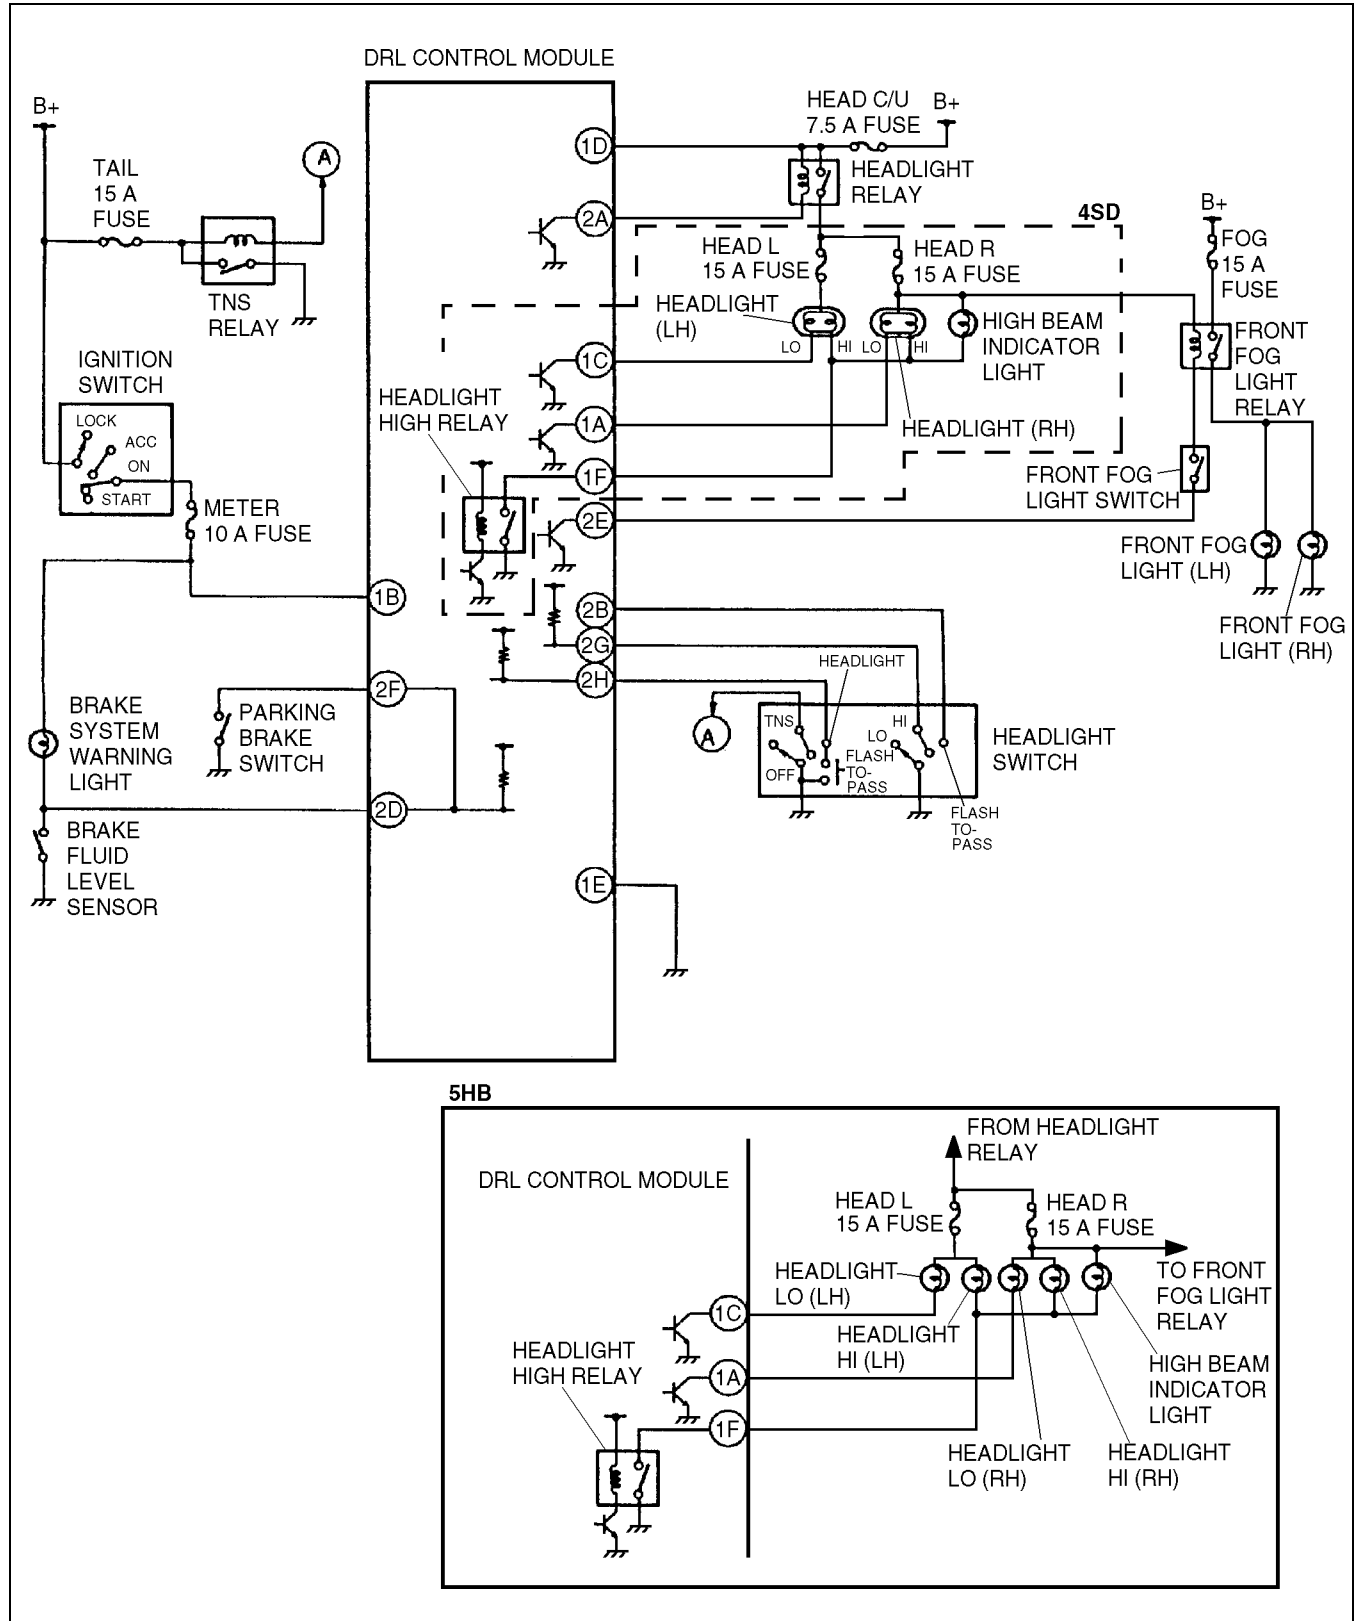 DRL CONTROL MODULE
B+
TAIL
15 A
FUSE
A
TNS
RELAY
IGNITION
SWITCH
LOCK
ACC
ON
START
METER
10 A FUSE
BRAKE
SYSTEM
WARNING
LIGHT
PARKING
BRAKE
SWITCH
BRAKE
FLUID
LEVEL
SENSOR
1B
2F
2D
HEADLIGHT
HIGH RELAY
1D
2A
1C
1A
1F
2E
2B
2G
2H
1E
HEAD C/U
7.5 A FUSE
B+
HEADLIGHT
RELAY
4SD
HEAD L
15 A FUSE
HEAD R
15 A FUSE
HEADLIGHT
(LH)
LO
HI
LO
HI
HIGH BEAM
INDICATOR
LIGHT
HEADLIGHT (RH)
B+
FOG
15 A
FUSE
FRONT
FOG
LIGHT
RELAY
FRONT FOG
LIGHT SWITCH
FRONT FOG
LIGHT (LH)
FRONT FOG
LIGHT (RH)
HEADLIGHT
A
TNS
OFF
FLASH
TO-
PASS
HI
LO
HEADLIGHT
SWITCH
FLASH
TO-
PASS
5HB
FROM HEADLIGHT
RELAY
DRL CONTROL MODULE
HEAD L
15 A FUSE
HEAD R
15 A FUSE
HEADLIGHT
LO (LH)
TO FRONT
FOG LIGHT
RELAY
1C
HEADLIGHT
HI (LH)
HEADLIGHT
HIGH RELAY
1A
HIGH BEAM
INDICATOR
LIGHT
1F
HEADLIGHT
LO (RH)
HEADLIGHT
HI (RH)